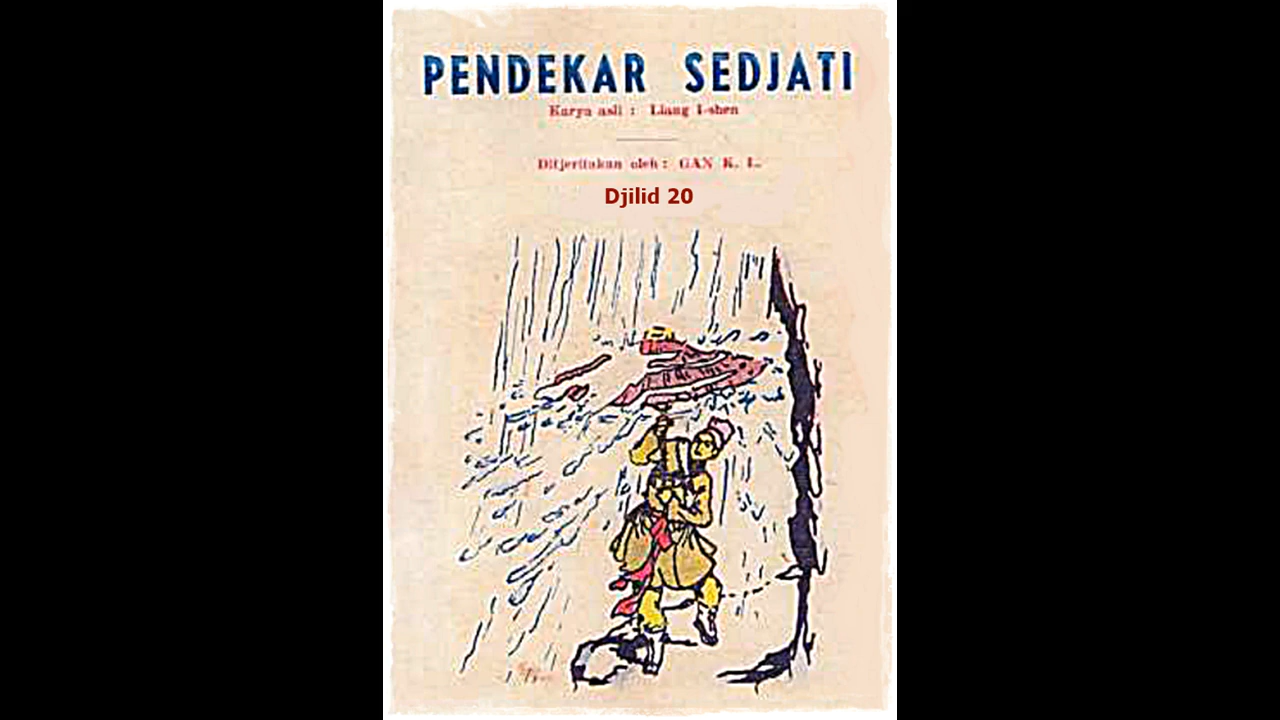 PENDEKAR SEDJATI
Karya asli : Liang I-shen
Ditjeritakan oleh : GAN K. L.
Djilid 20